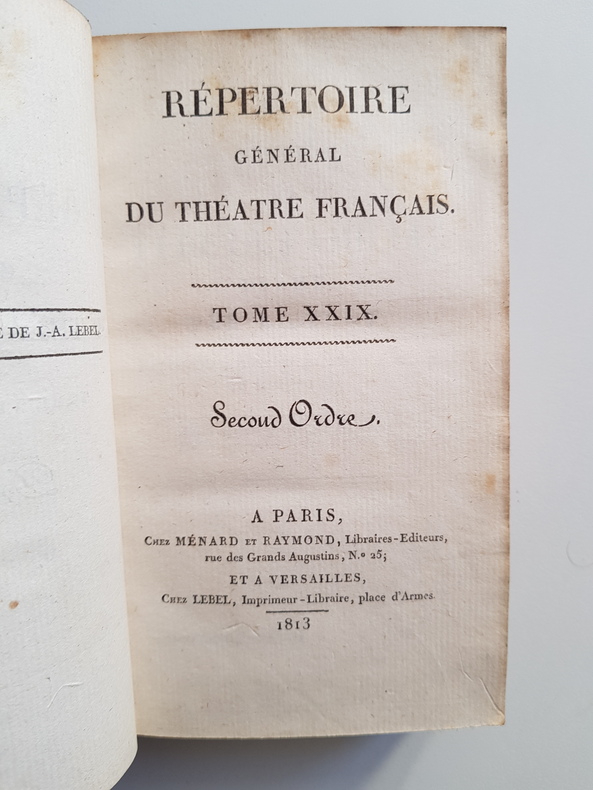 E DE J.-A. LEBEL.
RÉPERTOIRE
GÉNÉRAL
DU THÉATRE FRANÇAIS.
TOME XXIX.
Second Ordre.
A PARIS,
Chez MÉNARD et RAYMOND, Libraires-Editeurs,
rue des Grands Augustins, N.º 25;
ET A VERSAILLES,
Chez LEBEL, Imprimeur-Libraire, place d'Armes
1813